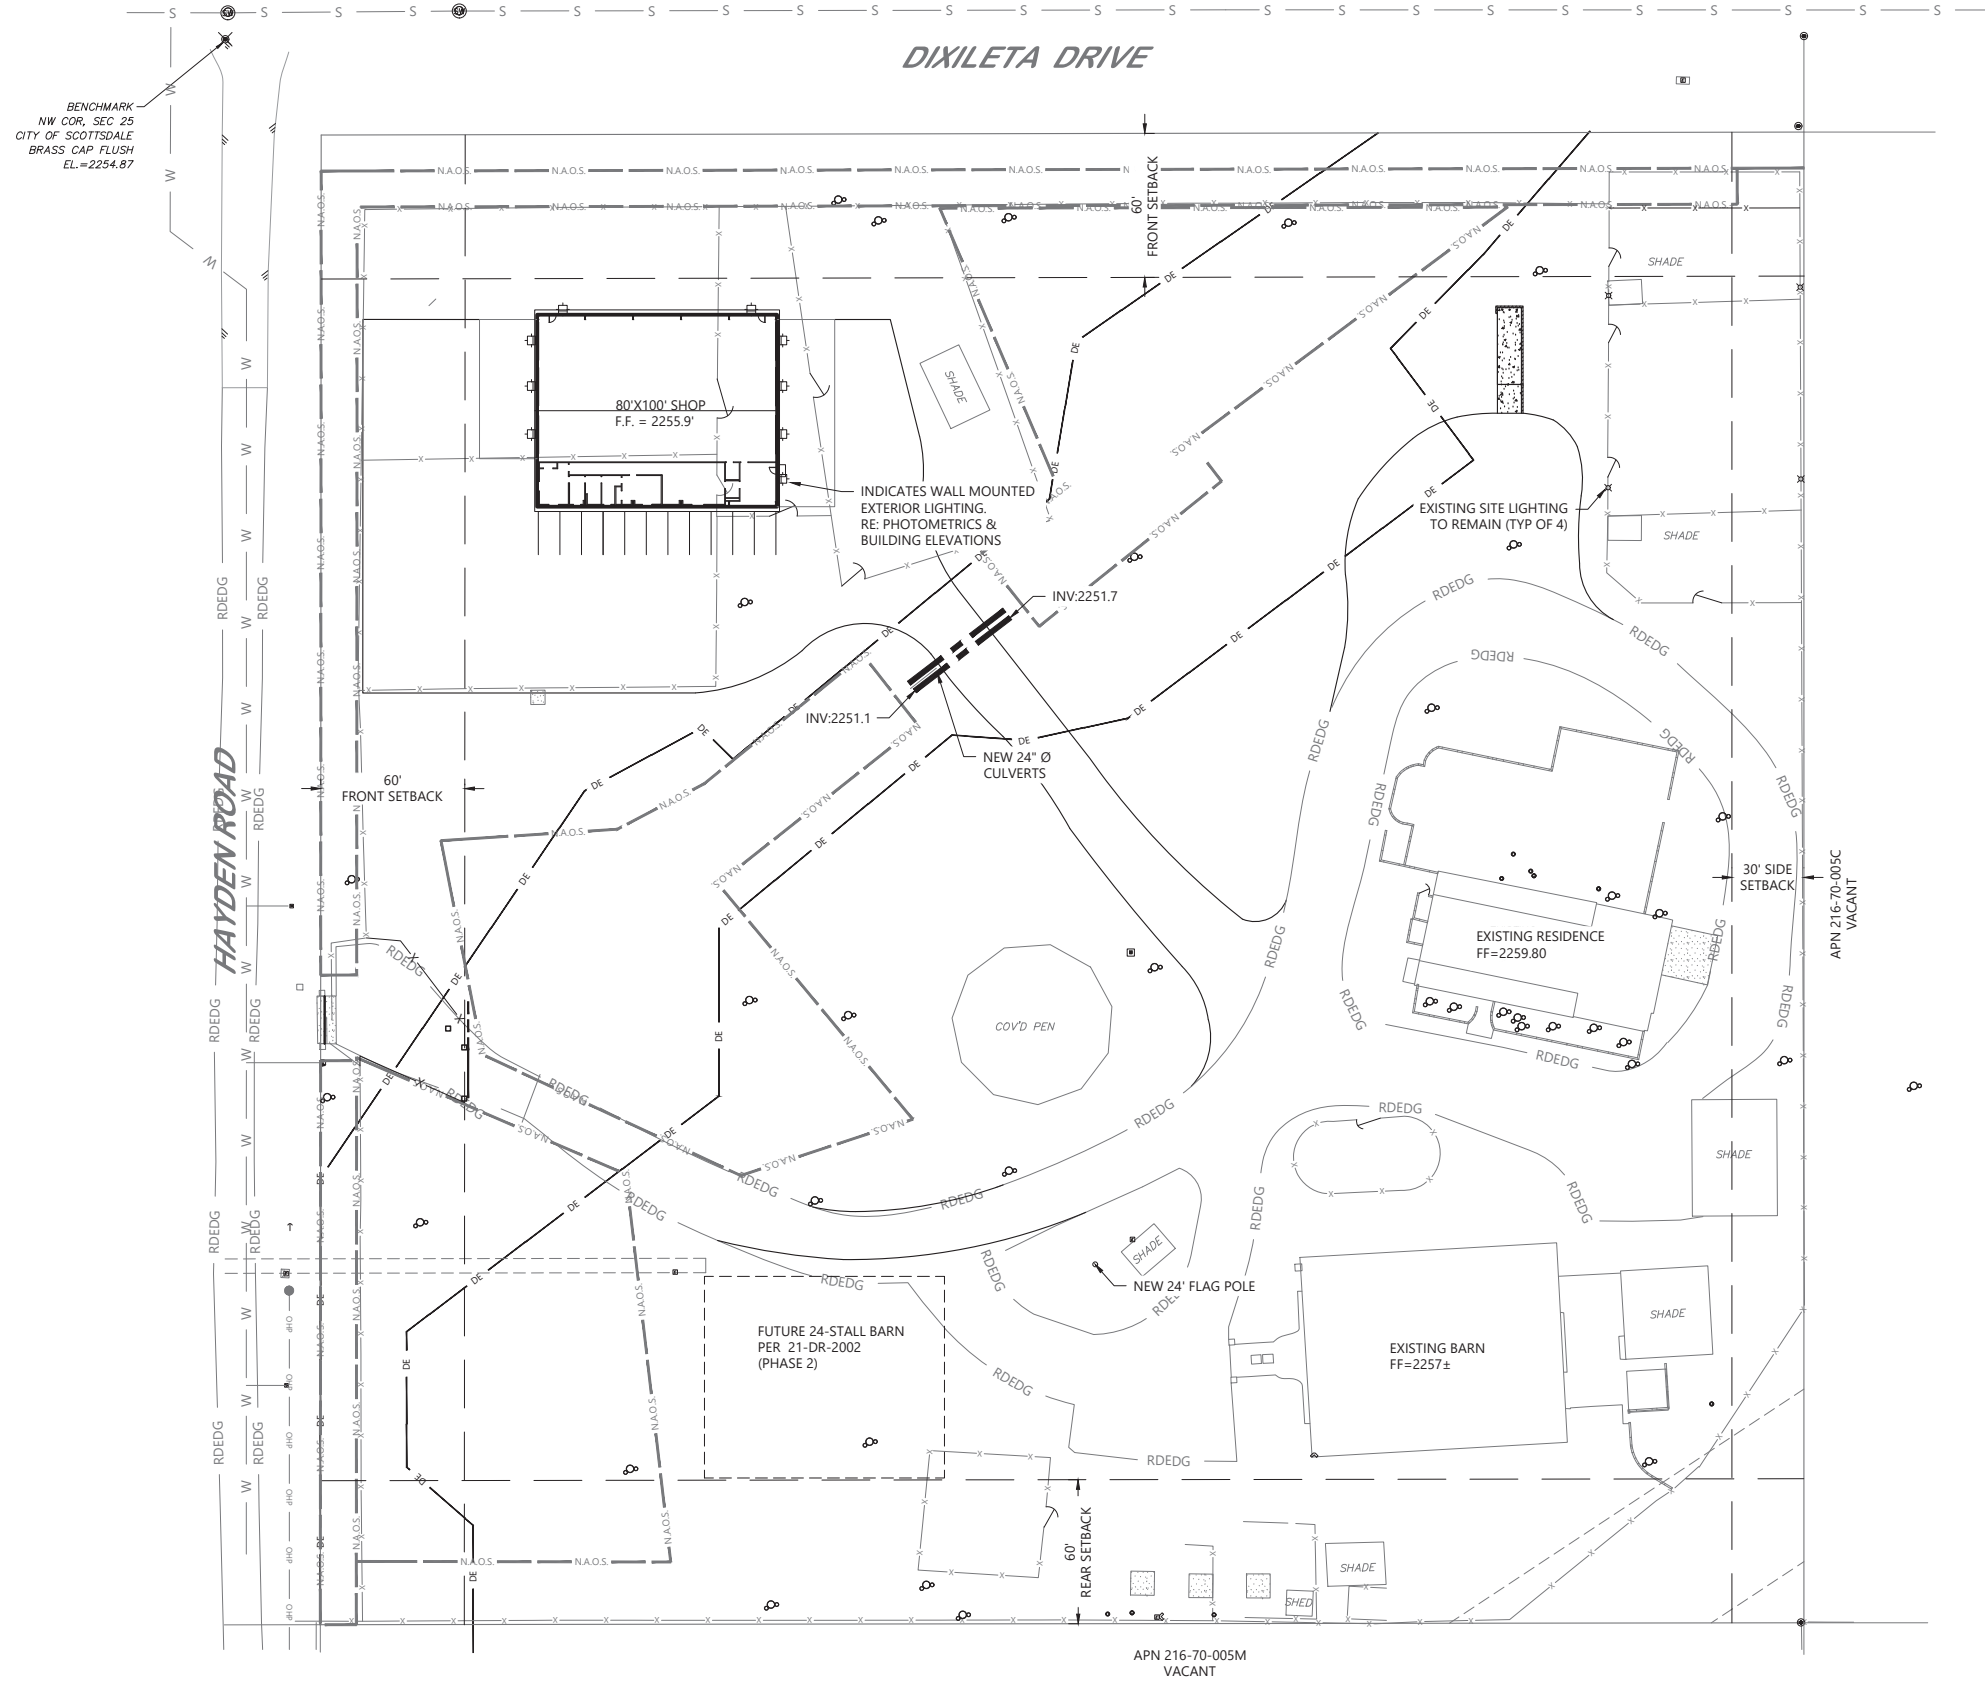 DIXILETA DRIVE
BENCHMARK
NW COR, SEC 25
CITY OF SCOTTSDALE
BRASS CAP FLUSH
EL.=2254.87
60'
FRONT SETBACK
SHADE
80'X100' SHOP
F.F. = 2255.9'
SHADE
INDICATES WALL MOUNTED
EXTERIOR LIGHTING.
RE: PHOTOMETRICS &
BUILDING ELEVATIONS
EXISTING SITE LIGHTING
TO REMAIN (TYP OF 4)
SHADE
INV:2251.7
INV:2251.1
NEW 24" Ø
CULVERTS
60'
FRONT SETBACK
HAYDEN ROAD
30' SIDE
SETBACK
APN 216-70-005C
VACANT
EXISTING RESIDENCE
FF=2259.80
COV'D PEN
SHADE
SHADE
NEW 24' FLAG POLE
SHADE
FUTURE 24-STALL BARN
PER 21-DR-2002
(PHASE 2)
EXISTING BARN
FF=2257±
60'
REAR SETBACK
SHADE
SHED
APN 216-70-005M
VACANT
S
W
N.A.O.S.
DE
RDEDG
OHP
X